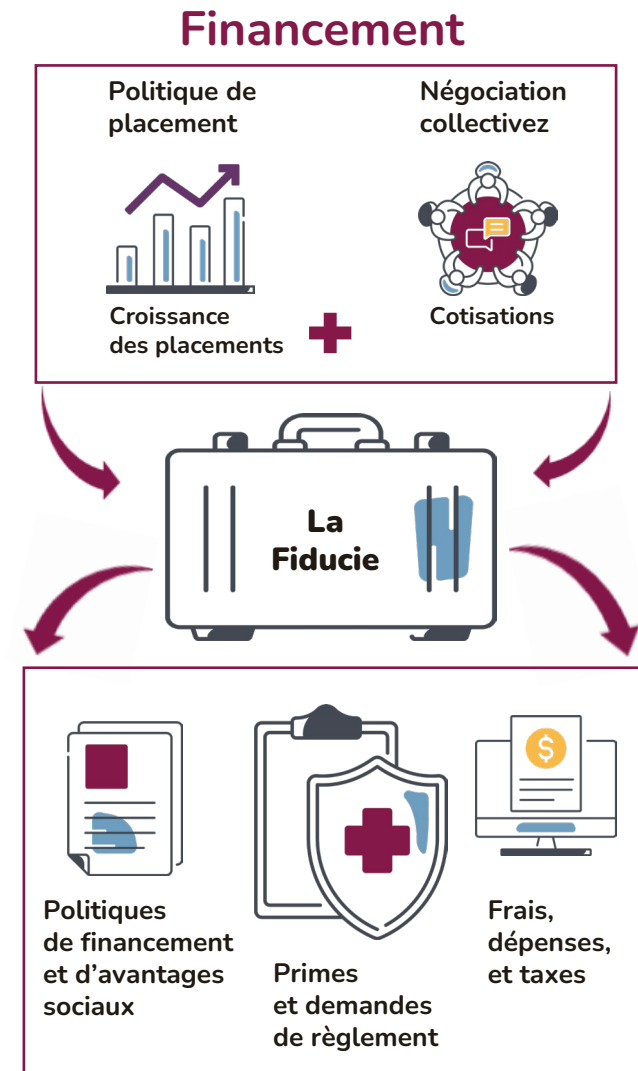 Financement
Politique de
placement
Négociation
collectivez
Croissance
des placements
Cotisations
La
Fiducie
Politiques
de financement
et d'avantages
sociaux
Primes
et demandes
de règlement
Frais,
dépenses,
et taxes